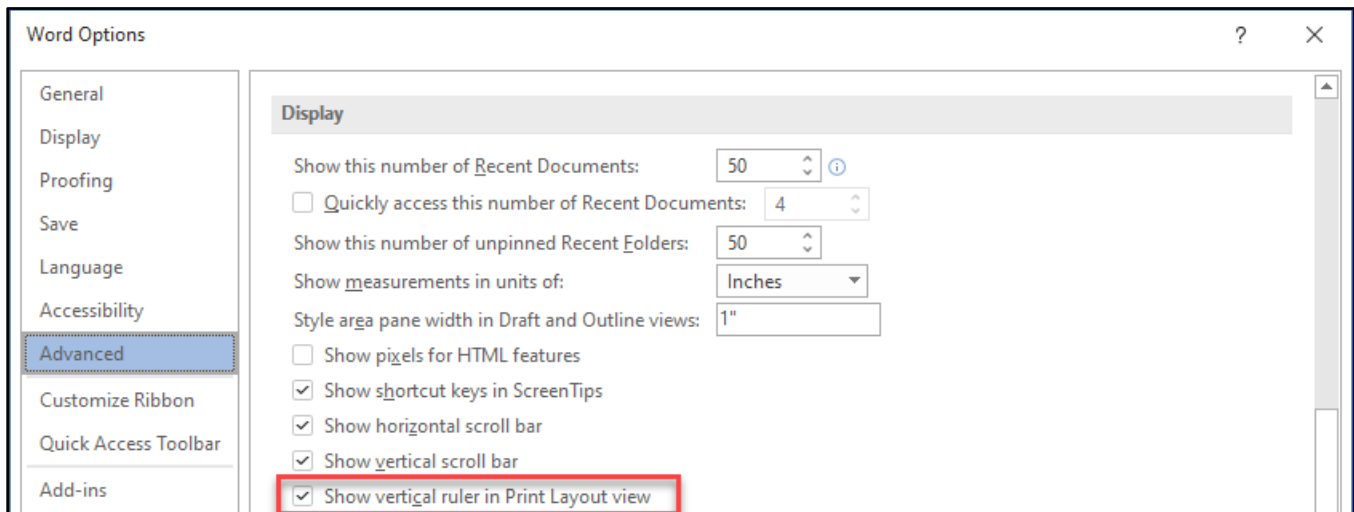 Word Options
General
Display
Proofing
Save
Language
Accessibility
Advanced
Customize Ribbon
Quick Access Toolbar
Add-ins
Display
Show this number of Recent Documents: 50
Quickly access this number of Recent Documents: 4
Show this number of unpinned Recent Folders: 50
Show measurements in units of: Inches
Style area pane width in Draft and Outline views: 1"
Show pixels for HTML features
Show shortcut keys in ScreenTips
Show horizontal scroll bar
Show vertical scroll bar
Show vertical ruler in Print Layout view